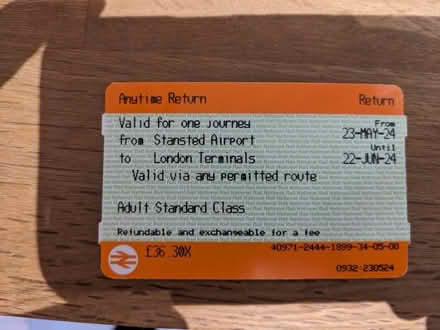 Anytime Return Return
Valid for one journey From
from Stansted Airport 23-MAY-24
to London Terminals Until
Valid via any permitted route 22-JUN-24
Adult Standard Class
Refundable and exchangeable for a fee
£36.30X 40971-2444-1899-34-05-00
0932 230524